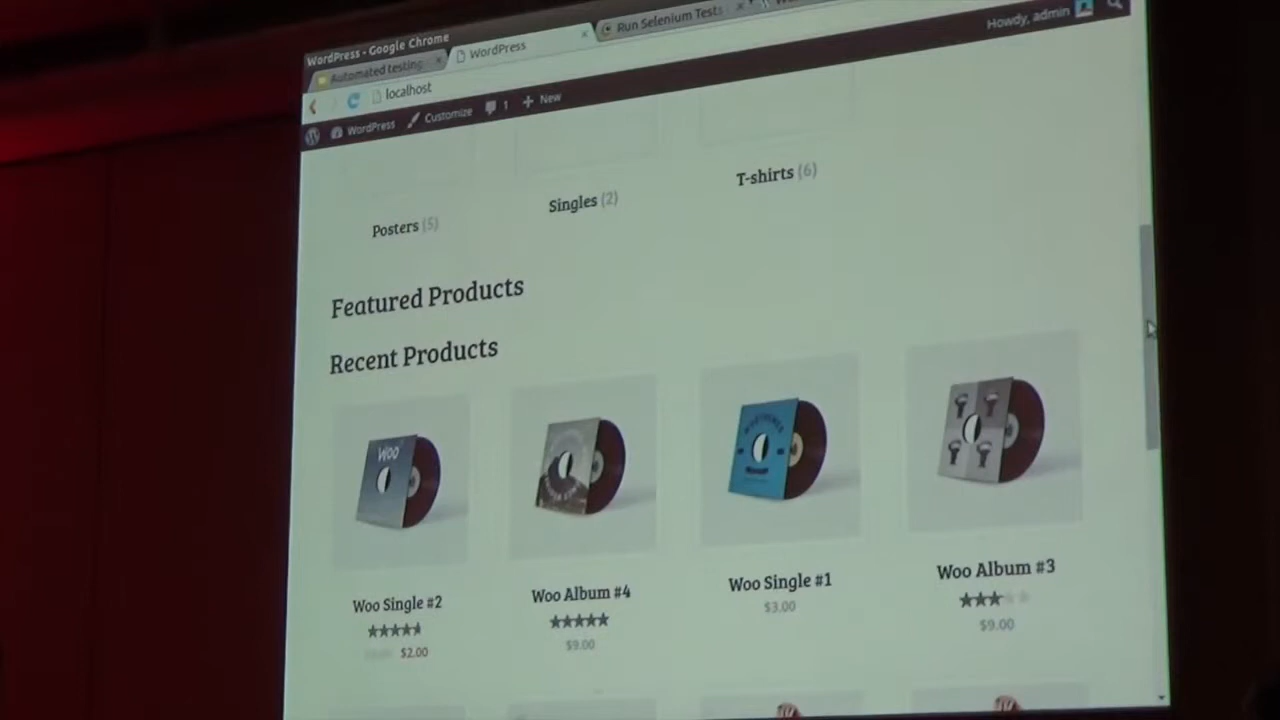 WordPress - Google Chrome
Automated testing
WordPress
Run Selenium Tests
localhost
WordPress
Customize
1
New
Howdy, admin
Posters (5)
Singles (2)
T-shirts (6)
Featured Products
Recent Products
WOO
Woo Single #2
$2.00
Woo Album #4
$9.00
Woo Single #1
$3.00
Woo Album #3
$9.00